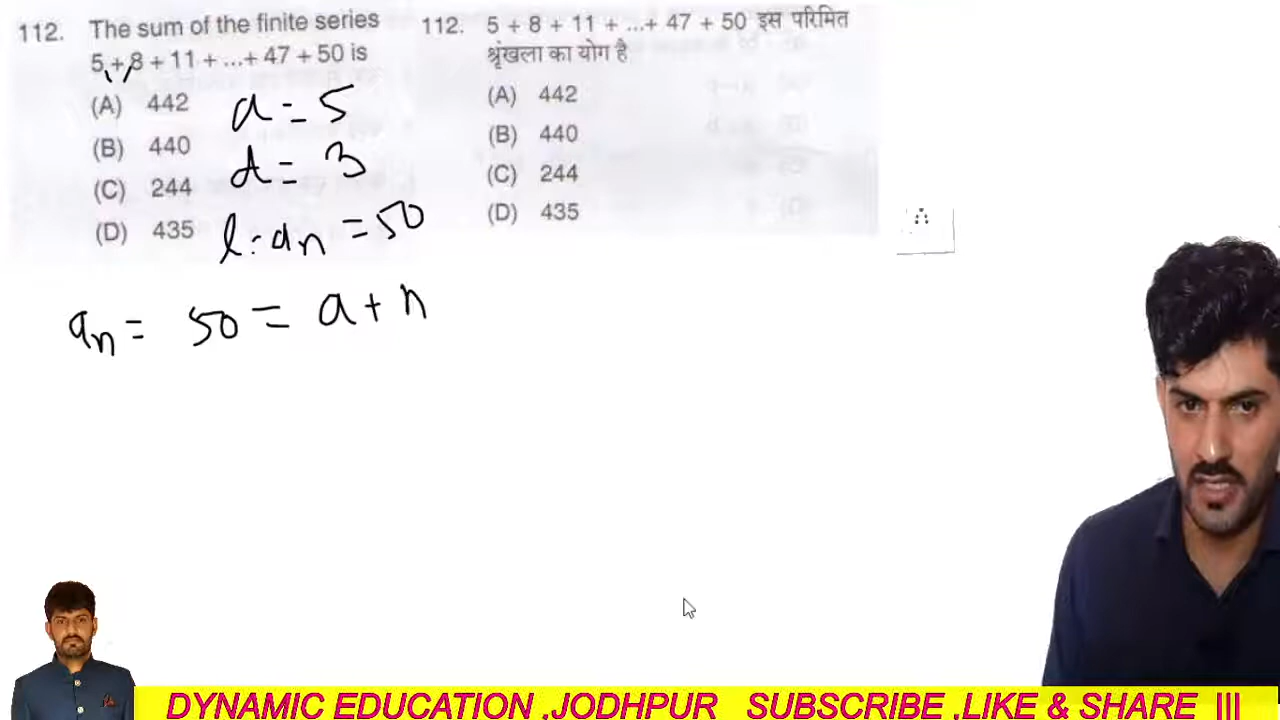 112. The sum of the finite series
5 + 8 + 11 + ...+ 47 + 50 is
(A) 442
(B) 440
(C) 244
(D) 435
112. 5 + 8 + 11 + ...+ 47 + 50 इस परिमित
श्रृंखला का योग है
(A) 442
(B) 440
(C) 244
(D) 435
a = 5
d = 3
l = an = 50
an = 50 = a + n
DYNAMIC EDUCATION ,JODHPUR SUBSCRIBE ,LIKE & SHARE |||